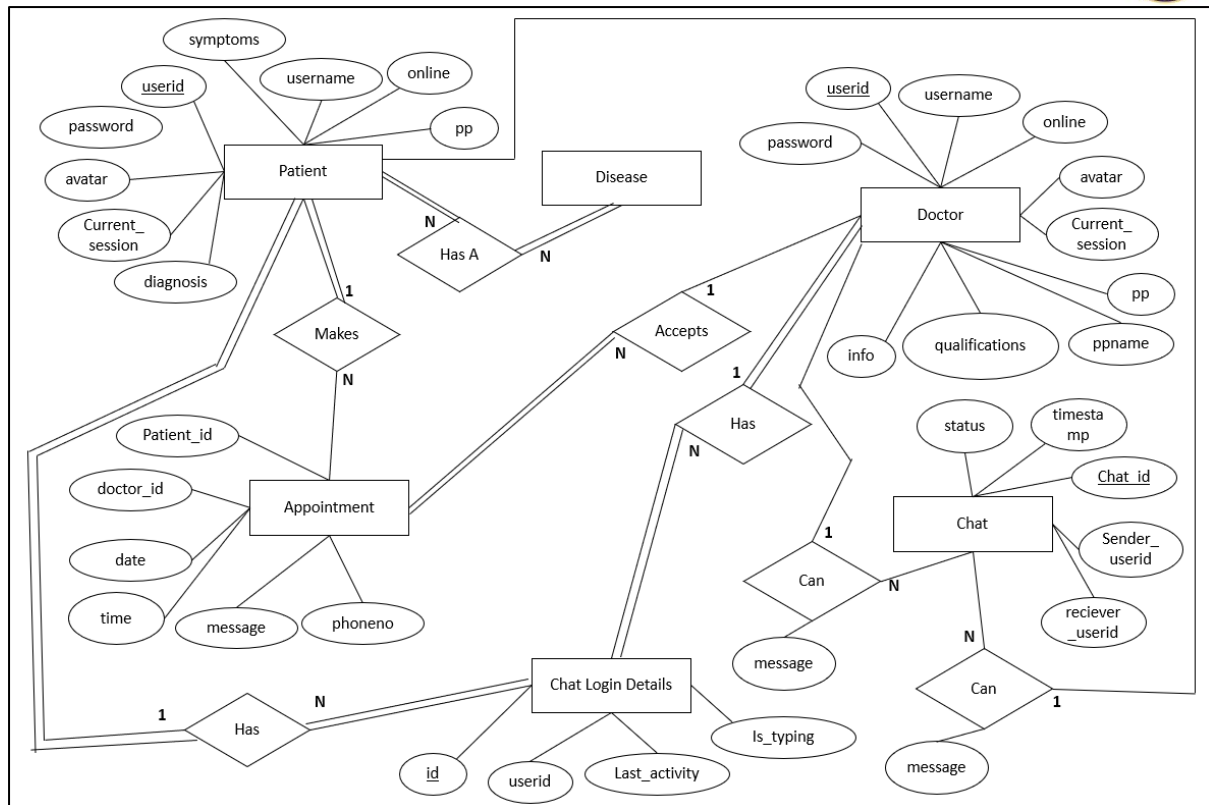 symptoms
username
online
userid
password
pp
avatar
Patient
Current_
session
diagnosis
Disease
N
Has A
N
userid
username
password
online
avatar
Doctor
Current_
session
pp
ppname
qualifications
info
1
Makes
N
1
Accepts
N
1
Has
N
Patient_id
doctor_id
Appointment
date
time
message
phoneno
status
timesta
mp
Chat_id
Chat
Sender_
userid
reciever
_userid
1
Can
N
message
N
Can
1
message
Chat Login Details
N
1
Has
id
userid
Last_activity
Is_typing